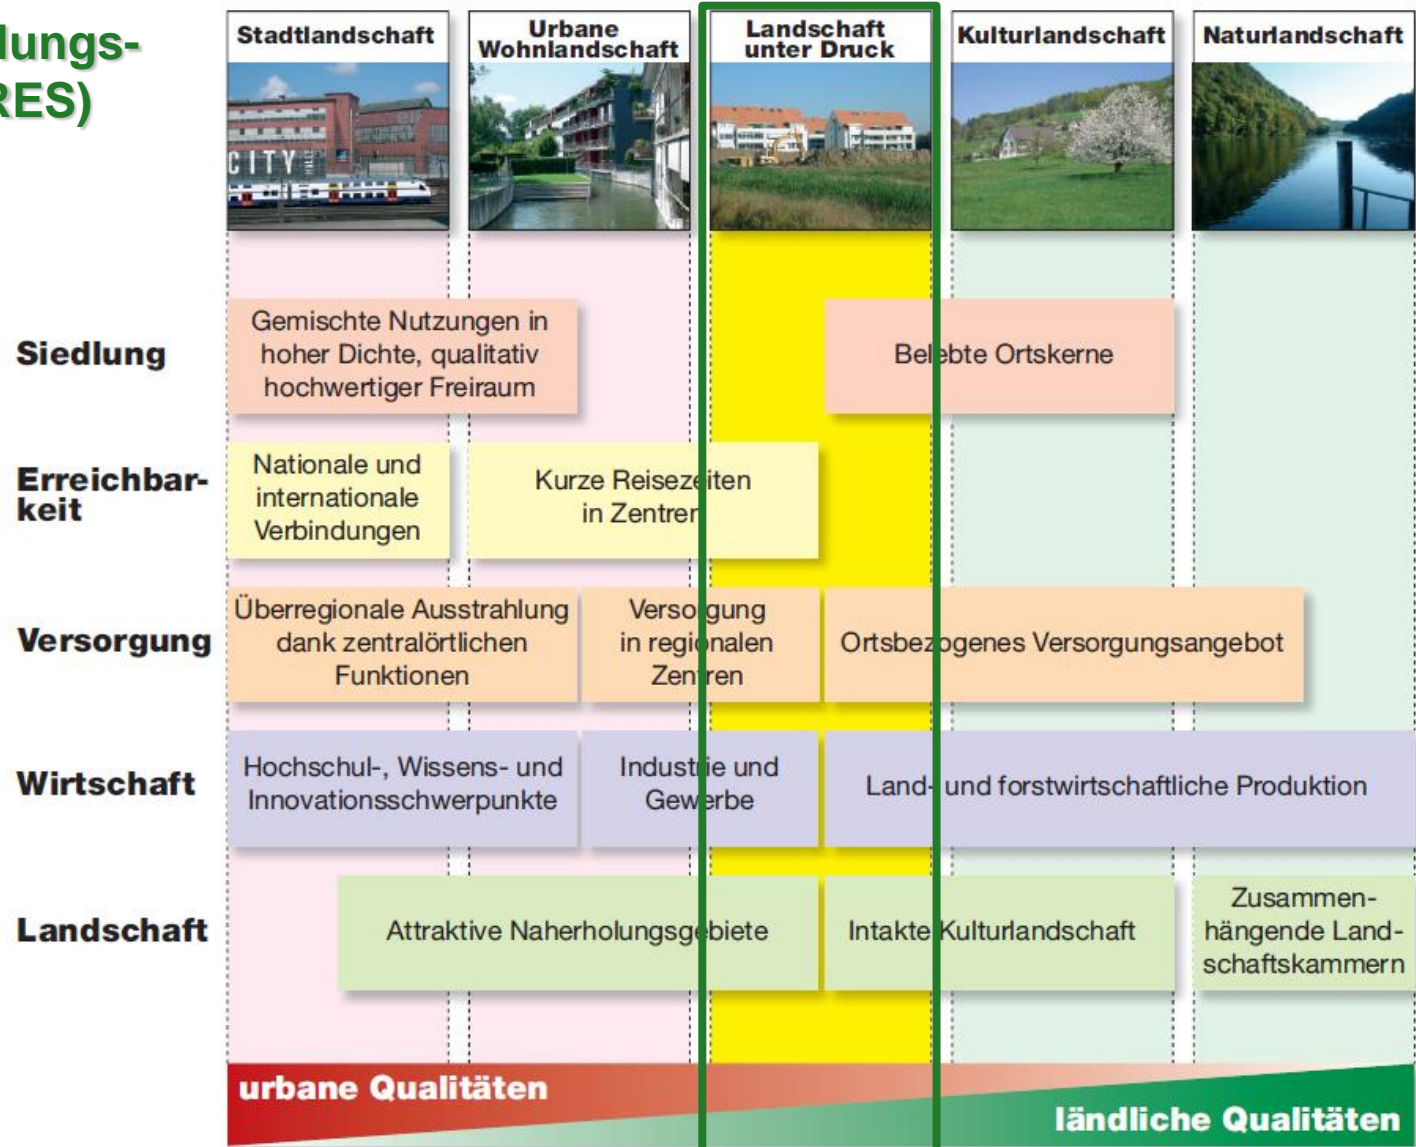 lungs-
RES)
Stadtlandschaft
Urbane
Wohnlandschaft
Landschaft
unter Druck
Kulturlandschaft
Naturlandschaft
CITY
Siedlung
Gemischte Nutzungen in
hoher Dichte, qualitativ
hochwertiger Freiraum
Belebte Ortskerne
Erreichbar-
keit
Nationale und
internationale
Verbindungen
Kurze Reisezeiten
in Zentren
Versorgung
Überregionale Ausstrahlung
dank zentralörtlichen
Funktionen
Versorgung
in regionalen
Zentren
Ortsbezogenes Versorgungsangebot
Wirtschaft
Hochschul-, Wissens- und
Innovationsschwerpunkte
Industrie und
Gewerbe
Land- und forstwirtschaftliche Produktion
Landschaft
Attraktive Naherholungsgebiete
Intakte Kulturlandschaft
Zusammen-
hängende Land-
schaftskammern
urbane Qualitäten
ländliche Qualitäten